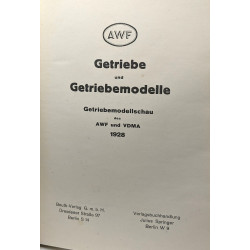 AWF
Getriebe
und
Getriebemodelle
Getriebemodellschau
des
AWF und VDMA
1928
Beuth-Verlag G. m. b. H.
Dresdener Straße 97
Berlin S 14
Verlagsbuchhandlung
Julius Springer
Berlin W 9